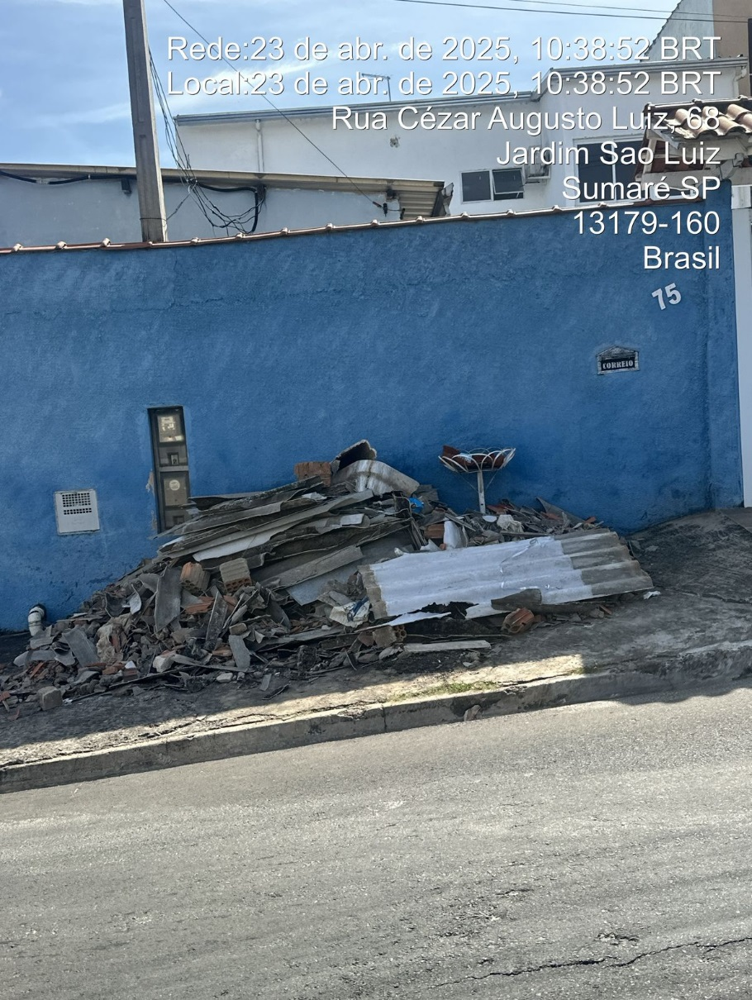 Rede:23 de abr. de 2025, 10:38:52 BRT
Local:23 de abr. de 2025, 10:38:52 BRT
Rua Cézar Augusto Luiz, 68
Jardim Sao Luiz
Sumaré SP
13179-160
Brasil
75
CORREIO